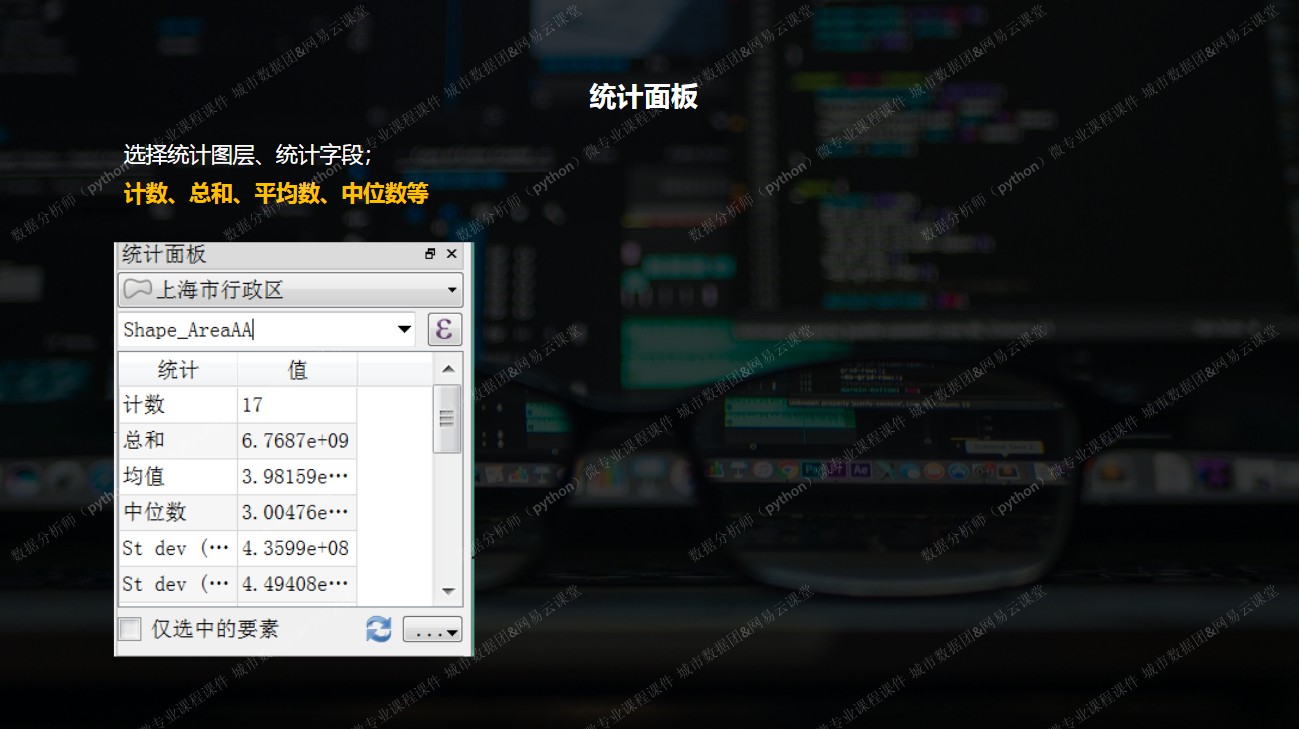 统计面板
选择统计图层、统计字段;
计数、总和、平均数、中位数等
统计面板
上海市行政区
Shape_AreaAA
ε
统计 值
计数 17
总和 6.7687e+09
均值 3.98159e…
中位数 3.00476e…
St dev (… 4.3599e+08
St dev (… 4.49408e…
仅选中的要素
...
数据分析师（python）微专业课程课件 城市数据团&网易云课堂